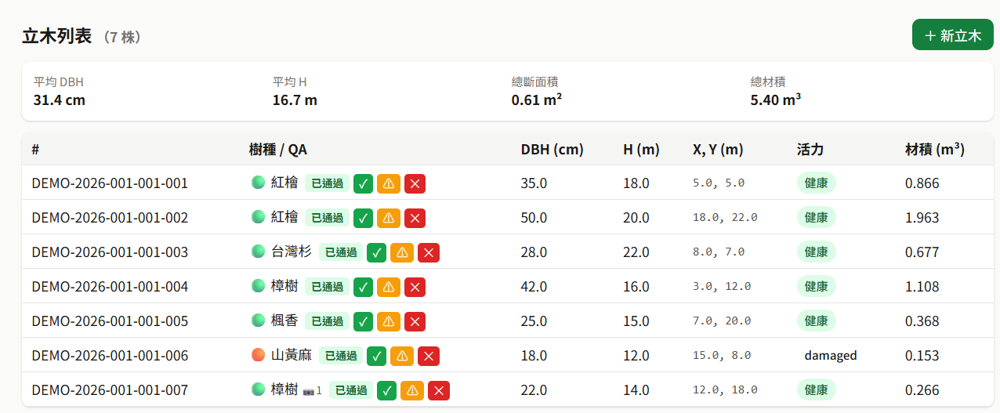 立木列表 （7 株）
＋ 新立木
平均 DBH 平均 H 總斷面積 總材積
31.4 cm 16.7 m 0.61 m² 5.40 m³
# 樹種 / QA DBH (cm) H (m) X, Y (m) 活力 材積 (m³)
DEMO-2026-001-001-001 紅檜 已通過 ✓ ⚠ ✕ 35.0 18.0 5.0, 5.0 健康 0.866
DEMO-2026-001-001-002 紅檜 已通過 ✓ ⚠ ✕ 50.0 20.0 18.0, 22.0 健康 1.963
DEMO-2026-001-001-003 台灣杉 已通過 ✓ ⚠ ✕ 28.0 22.0 8.0, 7.0 健康 0.677
DEMO-2026-001-001-004 樟樹 已通過 ✓ ⚠ ✕ 42.0 16.0 3.0, 12.0 健康 1.108
DEMO-2026-001-001-005 楓香 已通過 ✓ ⚠ ✕ 25.0 15.0 7.0, 20.0 健康 0.368
DEMO-2026-001-001-006 山黃麻 已通過 ✓ ⚠ ✕ 18.0 12.0 15.0, 8.0 damaged 0.153
DEMO-2026-001-001-007 樟樹 📷1 已通過 ✓ ⚠ ✕ 22.0 14.0 12.0, 18.0 健康 0.266